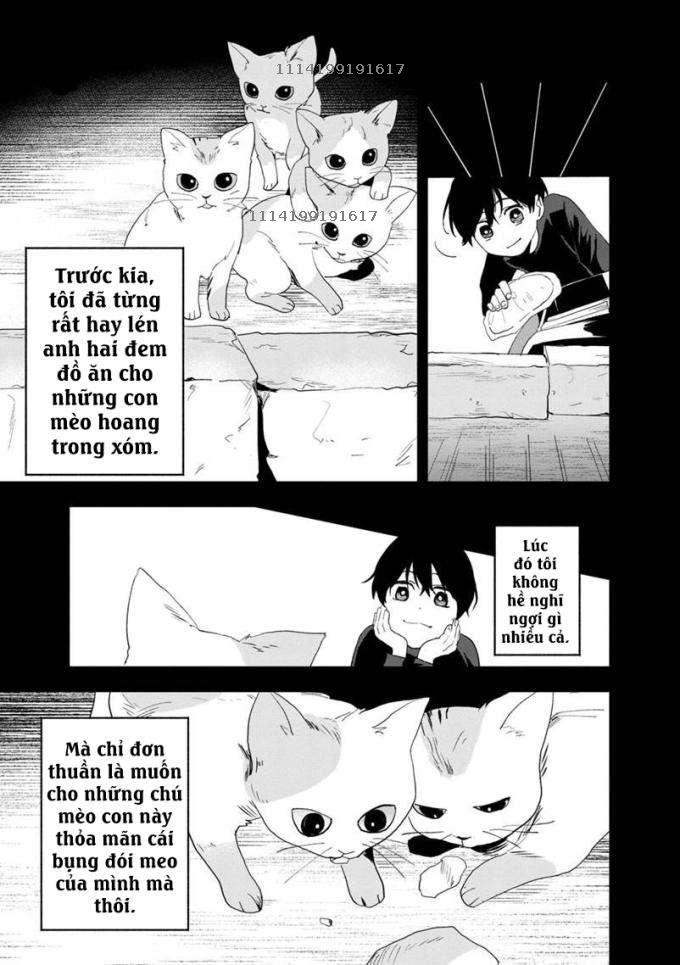 1114199191617
1114199191617
Trước kia,
tôi đã từng
rất hay lén
anh hai đem
đồ ăn cho
những con
mèo hoang
trong xóm.
Lúc
đó tôi
không
hề nghĩ
ngợi gì
nhiều cả.
Mà chỉ đơn
thuần là muốn
cho những chú
mèo con này
thỏa mãn cái
bụng đói meo
của mình mà
thôi.